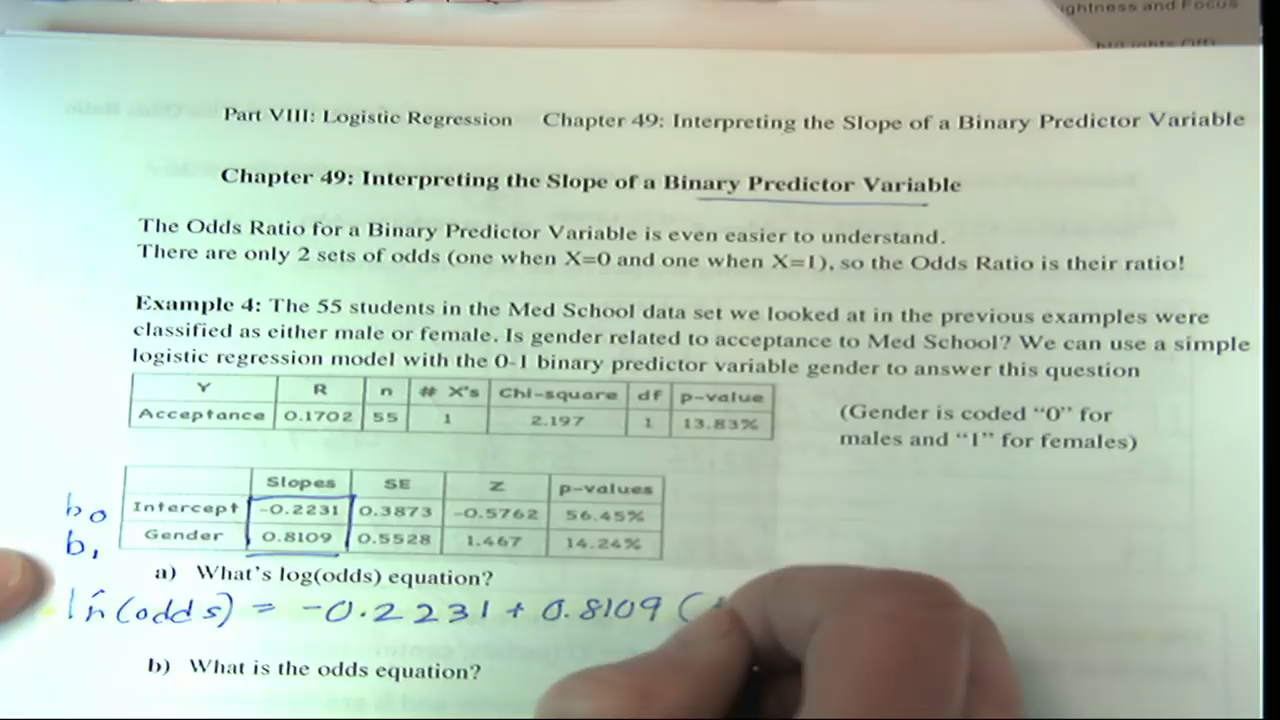 ightness and Focus
Part VIII: Logistic Regression Chapter 49: Interpreting the Slope of a Binary Predictor Variable
Chapter 49: Interpreting the Slope of a Binary Predictor Variable
The Odds Ratio for a Binary Predictor Variable is even easier to understand.
There are only 2 sets of odds (one when X=0 and one when X=1), so the Odds Ratio is their ratio!
Example 4: The 55 students in the Med School data set we looked at in the previous examples were
classified as either male or female. Is gender related to acceptance to Med School? We can use a simple
logistic regression model with the 0-1 binary predictor variable gender to answer this question
Y R n # X's Chi-square df p-value
Acceptance 0.1702 55 1 2.197 1 13.83%
(Gender is coded "0" for
males and "1" for females)
Slopes SE Z p-values
b0 Intercept -0.2231 0.3873 -0.5762 56.45%
b1 Gender 0.8109 0.5528 1.467 14.24%
a) What's log(odds) equation?
ln̂(odds) = -0.2231 + 0.8109 (
b) What is the odds equation?